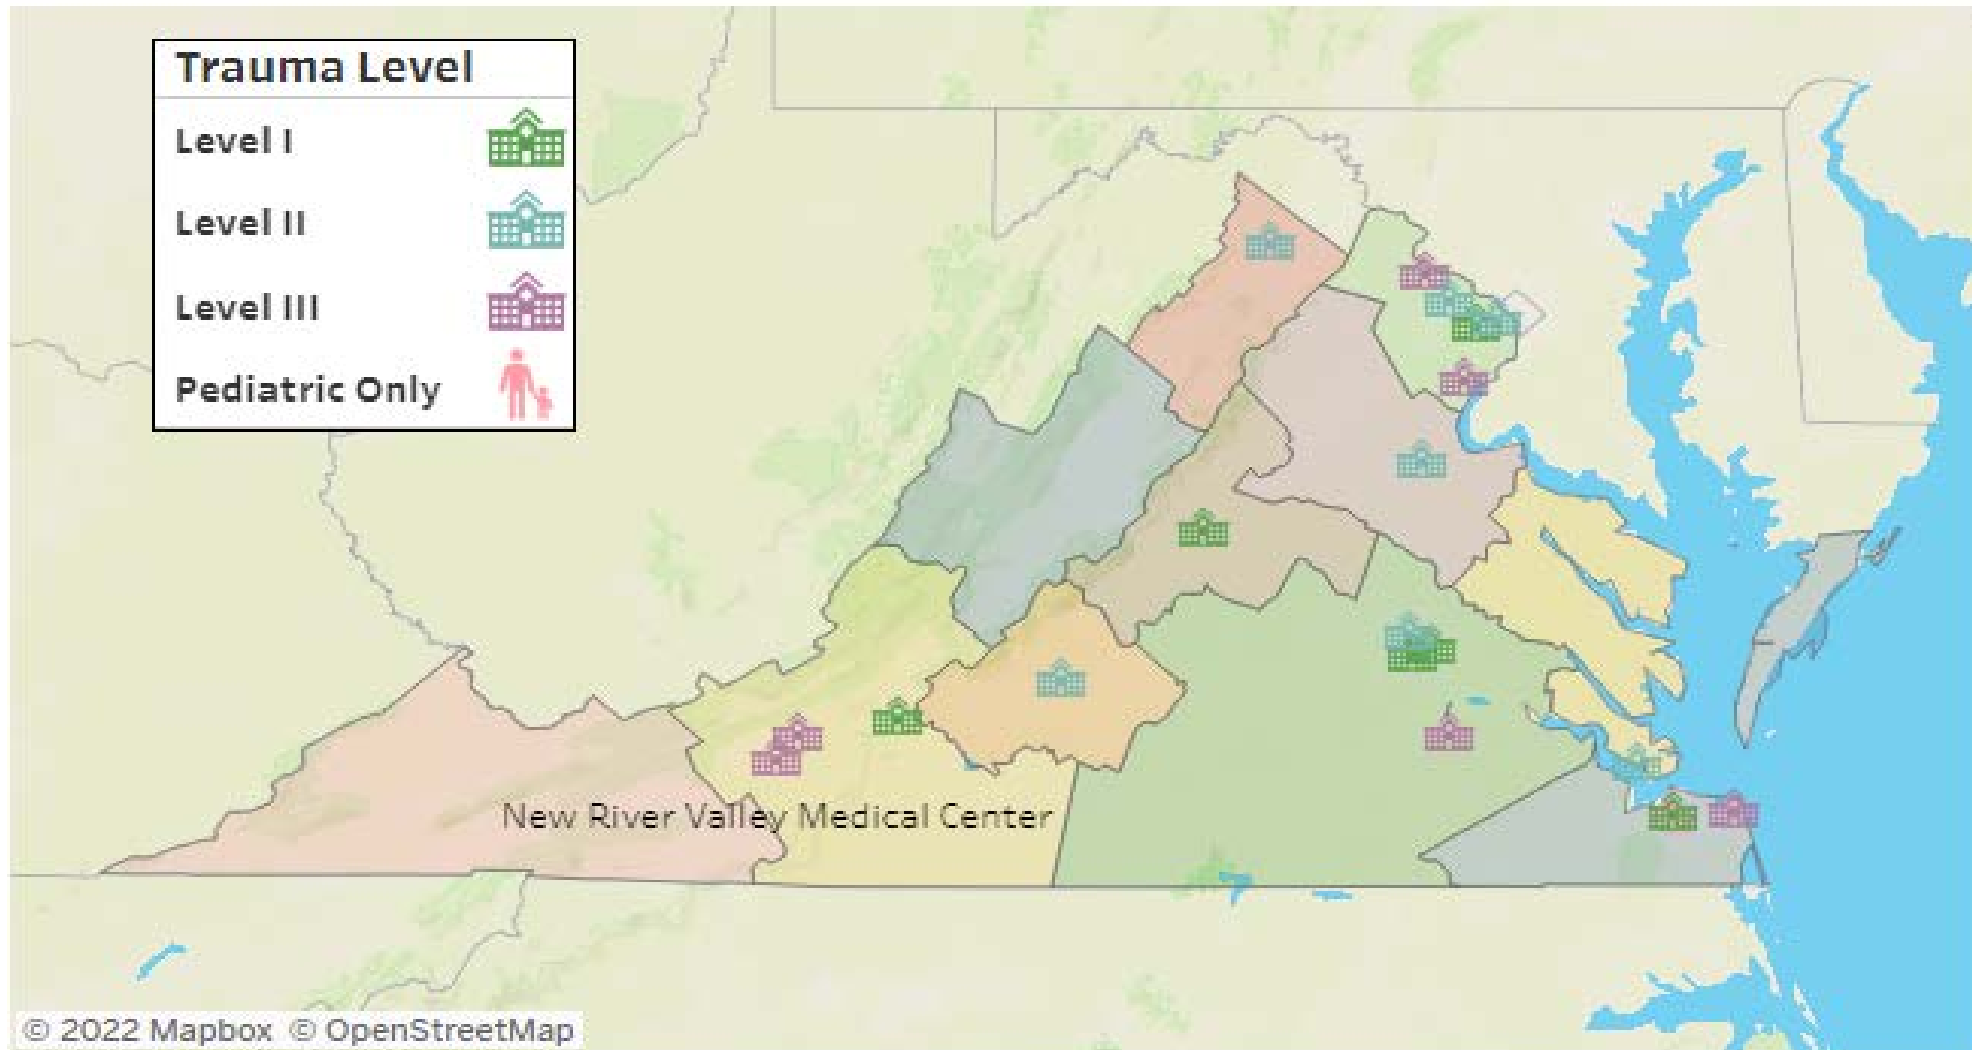 Trauma Level
Level I
Level II
Level III
Pediatric Only
New River Valley Medical Center
© 2022 Mapbox © OpenStreetMap